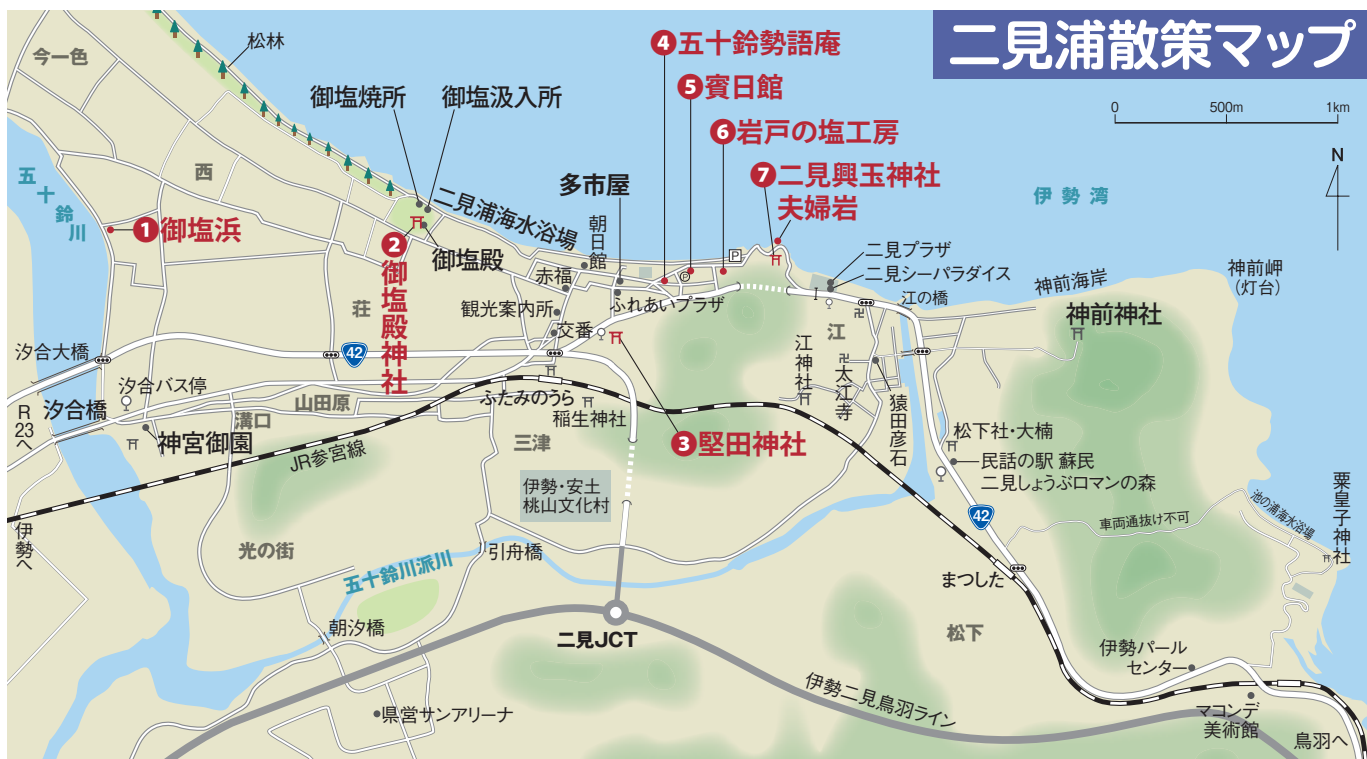 二見浦散策マップ
0 500m 1km
N
今一色
松林
御塩焼所
御塩汲入所
④五十鈴勢語庵
⑤賓日館
⑥岩戸の塩工房
⑦二見興玉神社
夫婦岩
伊勢湾
五十鈴川
西
①御塩浜
②御塩殿神社
御塩殿
二見浦海水浴場
多市屋
朝日館
赤福
観光案内所
交番
ふれあいプラザ
P
P
二見プラザ
二見シーパラダイス
江の橋
神前海岸
神前岬
(灯台)
神前神社
荘
江
江神社
太江寺
猿田彦石
汐合大橋
42
汐合バス停
汐合橋
R23へ
神宮御園
溝口
山田原
ふたみのうら
稲生神社
JR参宮線
三津
③堅田神社
松下社・大楠
民話の駅 蘇民
二見しょうぶロマンの森
伊勢・安土
桃山文化村
42
車両通抜け不可
池の浦海水浴場
粟皇子神社
伊勢へ
光の街
五十鈴川派川
引舟橋
まつした
朝汐橋
二見JCT
松下
伊勢パール
センター
県営サンアリーナ
伊勢二見鳥羽ライン
マコンデ
美術館
鳥羽へ